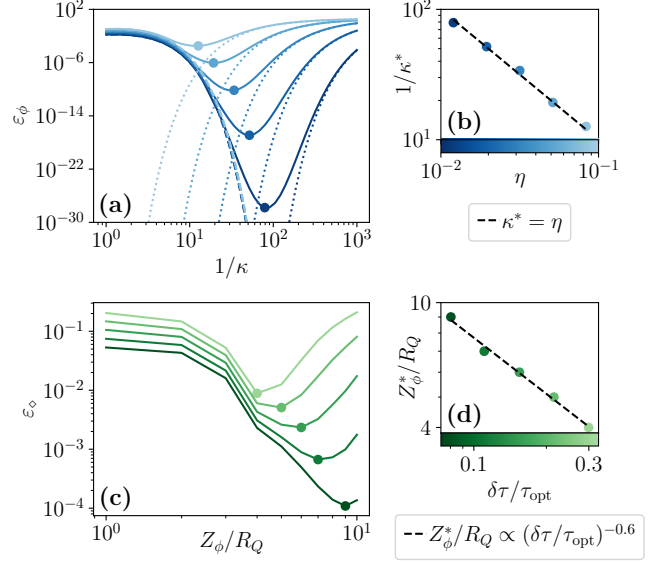 10^2
10^{-6}
10^{-14}
10^{-22}
10^{-30}
ε_ϕ
(a)
10^0
10^1
10^2
10^3
1/κ
10^2
10^1
1/κ^*
(b)
10^{-2}
10^{-1}
η
κ^* = η
10^{-1}
10^{-2}
10^{-3}
10^{-4}
ε_⋄
(c)
10^0
10^1
Z_ϕ/R_Q
10
4
Z_ϕ^*/R_Q
(d)
0.1
0.3
δτ/τ_opt
Z_ϕ^*/R_Q ∝ (δτ/τ_opt)^{-0.6}